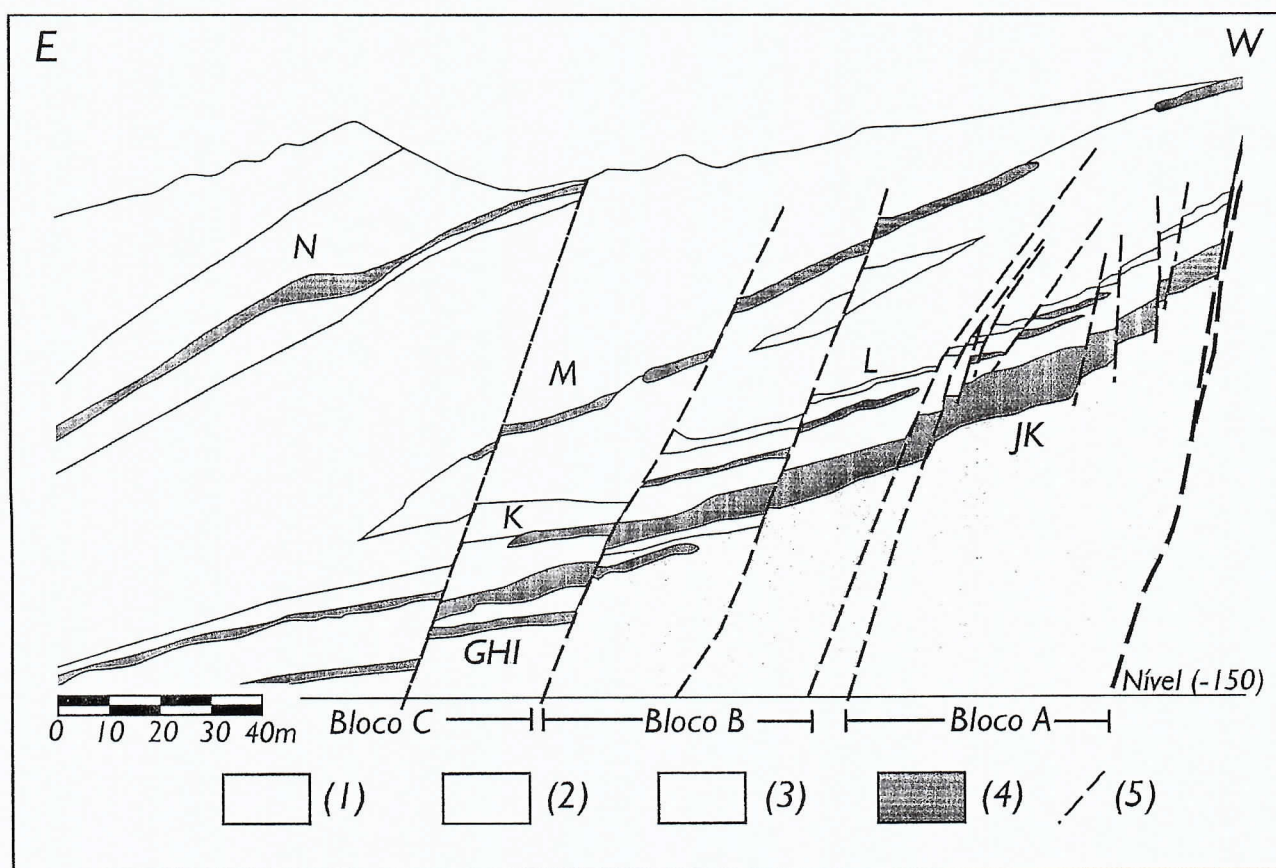 E W
N
M
L
K
JK
GHI
Nível (-150)
0 10 20 30 40m
Bloco C Bloco B Bloco A
(1) (2) (3) (4) (5)